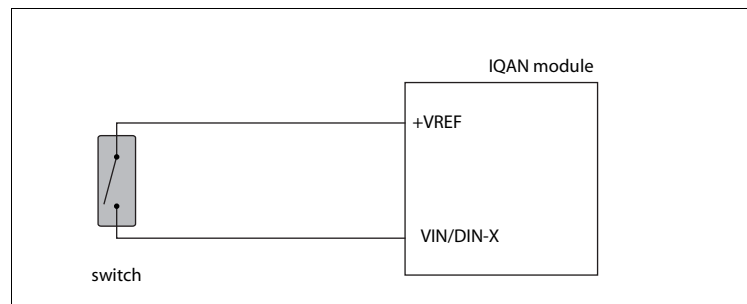 IQAN module
+VREF
VIN/DIN-X
switch